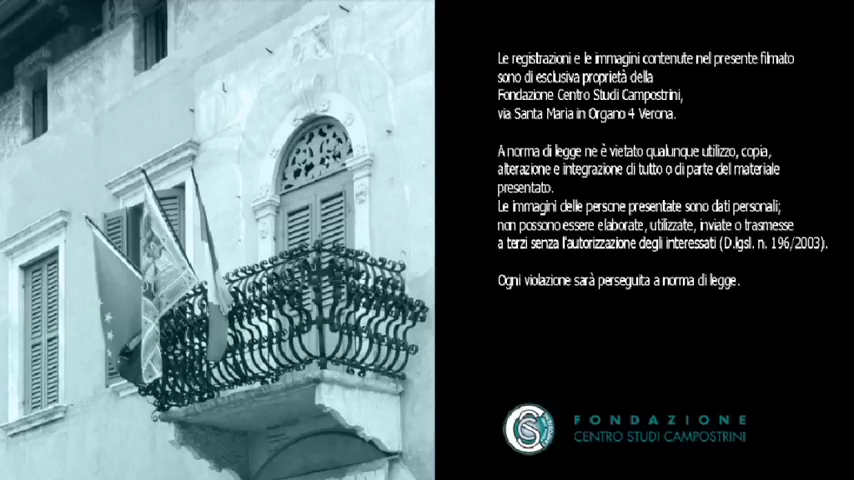 Le registrazioni e le immagini contenute nel presente filmato
sono di esclusiva proprietà della
Fondazione Centro Studi Campostrini,
via Santa Maria in Organo 4 Verona.
A norma di legge ne è vietato qualunque utilizzo, copia,
alterazione e integrazione di tutto o di parte del materiale
presentato.
Le immagini delle persone presentate sono dati personali;
non possono essere elaborate, utilizzate, inviate o trasmesse
a terzi senza l'autorizzazione degli interessati (D.lgsl. n. 196/2003).
Ogni violazione sarà perseguita a norma di legge.
FONDAZIONE
CENTRO STUDI CAMPOSTRINI